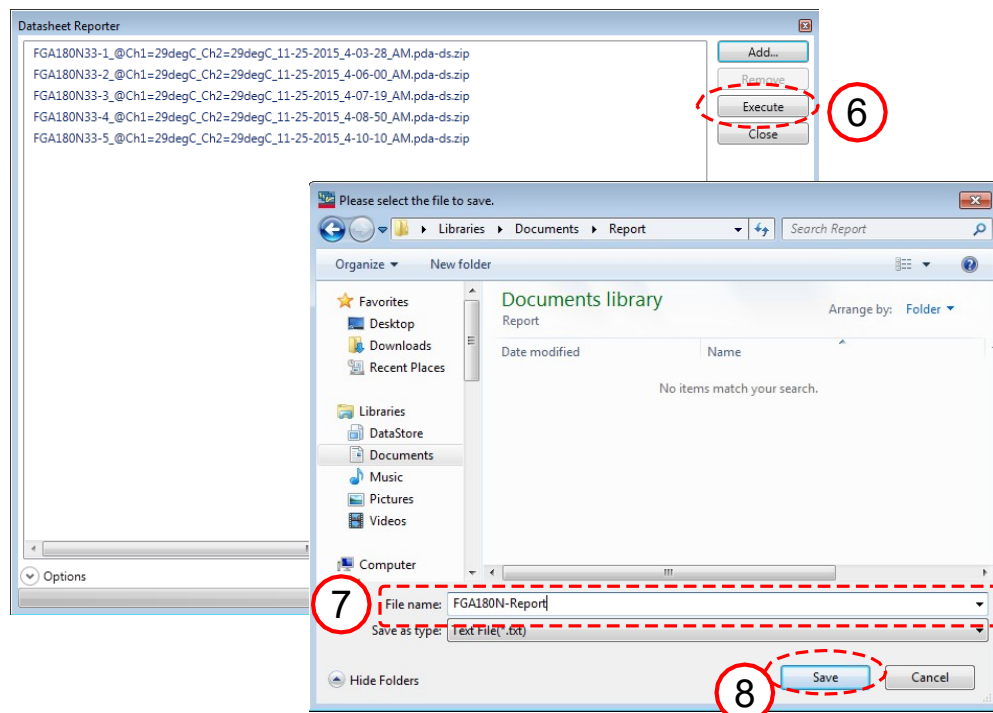 Datasheet Reporter
FGA180N33-1_@Ch1=29degC_Ch2=29degC_11-25-2015_4-03-28_AM.pda-ds.zip
FGA180N33-2_@Ch1=29degC_Ch2=29degC_11-25-2015_4-06-00_AM.pda-ds.zip
FGA180N33-3_@Ch1=29degC_Ch2=29degC_11-25-2015_4-07-19_AM.pda-ds.zip
FGA180N33-4_@Ch1=29degC_Ch2=29degC_11-25-2015_4-08-50_AM.pda-ds.zip
FGA180N33-5_@Ch1=29degC_Ch2=29degC_11-25-2015_4-10-10_AM.pda-ds.zip
Add...
Remove
Execute
Close
6
Options
Please select the file to save.
Libraries Documents Report
Search Report
Organize New folder
Favorites
Desktop
Downloads
Recent Places
Libraries
DataStore
Documents
Music
Pictures
Videos
Computer
Documents library
Report
Arrange by: Folder
Date modified Name
No items match your search.
7
File name: FGA180N-Report
Save as type: Text File(*.txt)
Hide Folders
8
Save Cancel